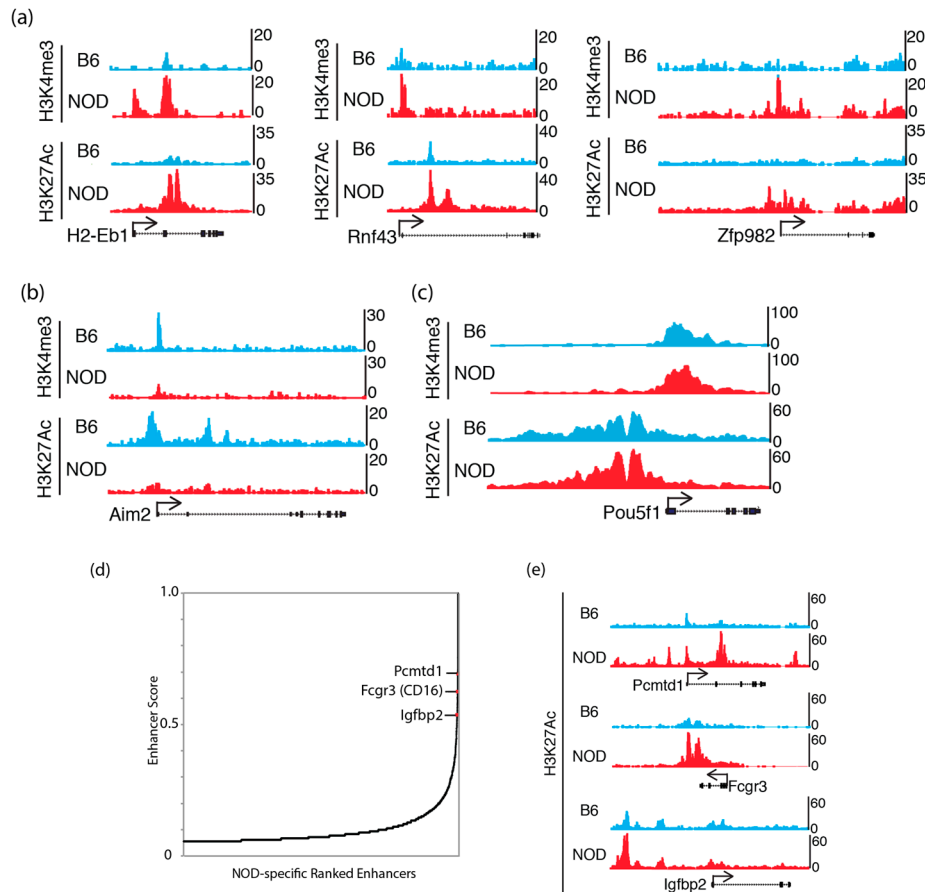 (a)
H3K4me3
B6
20
0
NOD
20
0
H3K27Ac
B6
35
0
NOD
35
0
H2-Eb1
H3K4me3
B6
20
0
NOD
20
0
H3K27Ac
B6
40
0
NOD
40
0
Rnf43
H3K4me3
B6
20
0
NOD
20
0
H3K27Ac
B6
35
0
NOD
35
0
Zfp982
(b)
H3K4me3
B6
30
0
NOD
30
0
H3K27Ac
B6
20
0
NOD
20
0
Aim2
(c)
H3K4me3
B6
100
0
NOD
100
0
H3K27Ac
B6
60
0
NOD
60
0
Pou5f1
(d)
Enhancer Score
1.0
0.5
0
Pcmtd1
Fcgr3 (CD16)
Igfbp2
NOD-specific Ranked Enhancers
(e)
H3K27Ac
B6
60
0
NOD
60
0
Pcmtd1
B6
60
0
NOD
60
0
Fcgr3
B6
60
0
NOD
60
0
Igfbp2